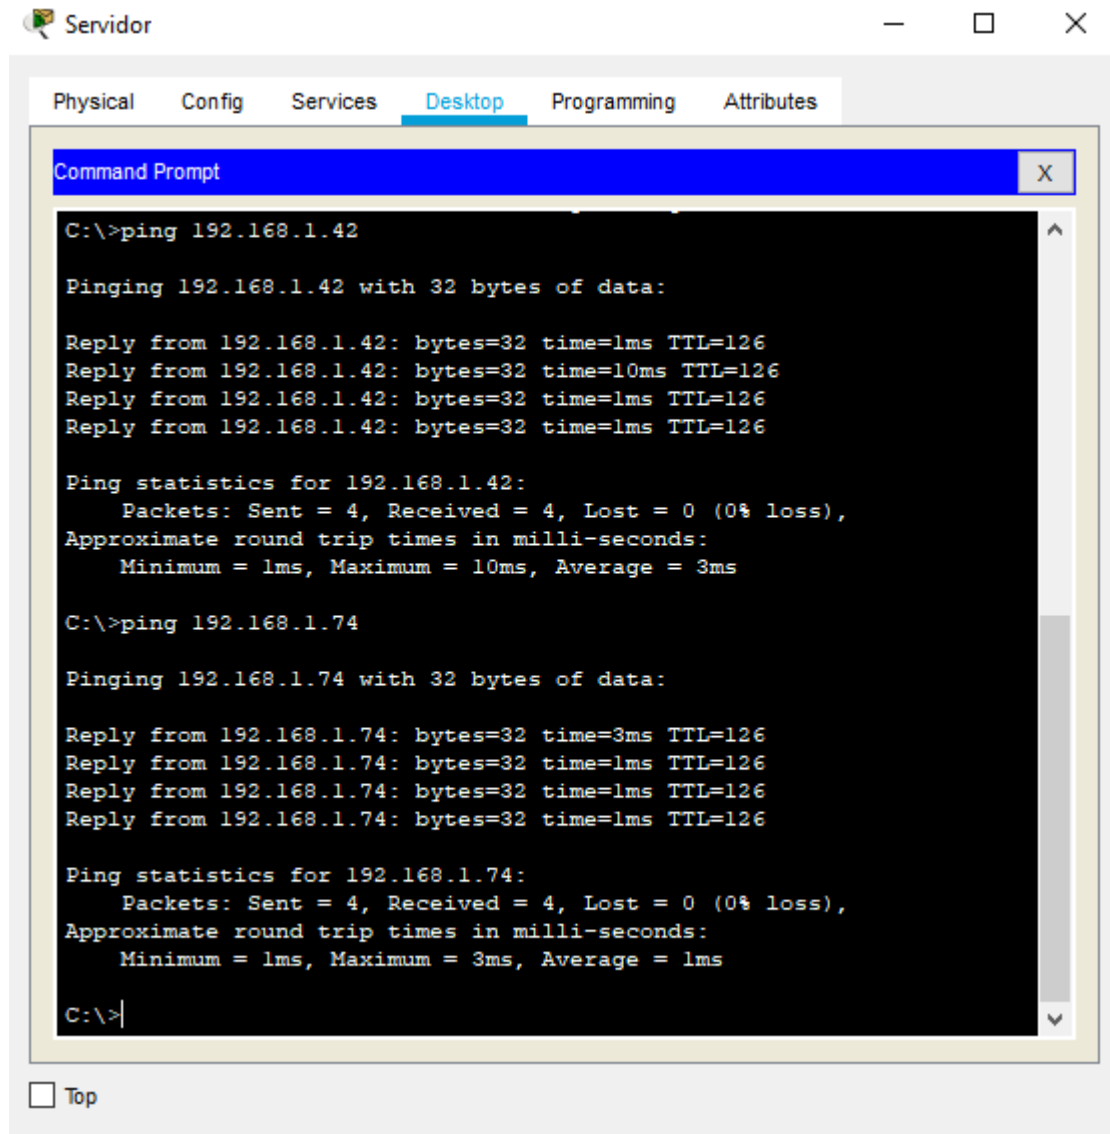 Servidor
Physical Config Services Desktop Programming Attributes
Command Prompt X
C:\>ping 192.168.1.42
Pinging 192.168.1.42 with 32 bytes of data:
Reply from 192.168.1.42: bytes=32 time=1ms TTL=126
Reply from 192.168.1.42: bytes=32 time=10ms TTL=126
Reply from 192.168.1.42: bytes=32 time=1ms TTL=126
Reply from 192.168.1.42: bytes=32 time=1ms TTL=126
Ping statistics for 192.168.1.42:
Packets: Sent = 4, Received = 4, Lost = 0 (0% loss),
Approximate round trip times in milli-seconds:
Minimum = 1ms, Maximum = 10ms, Average = 3ms
C:\>ping 192.168.1.74
Pinging 192.168.1.74 with 32 bytes of data:
Reply from 192.168.1.74: bytes=32 time=3ms TTL=126
Reply from 192.168.1.74: bytes=32 time=1ms TTL=126
Reply from 192.168.1.74: bytes=32 time=1ms TTL=126
Reply from 192.168.1.74: bytes=32 time=1ms TTL=126
Ping statistics for 192.168.1.74:
Packets: Sent = 4, Received = 4, Lost = 0 (0% loss),
Approximate round trip times in milli-seconds:
Minimum = 1ms, Maximum = 3ms, Average = 1ms
C:\>
Top